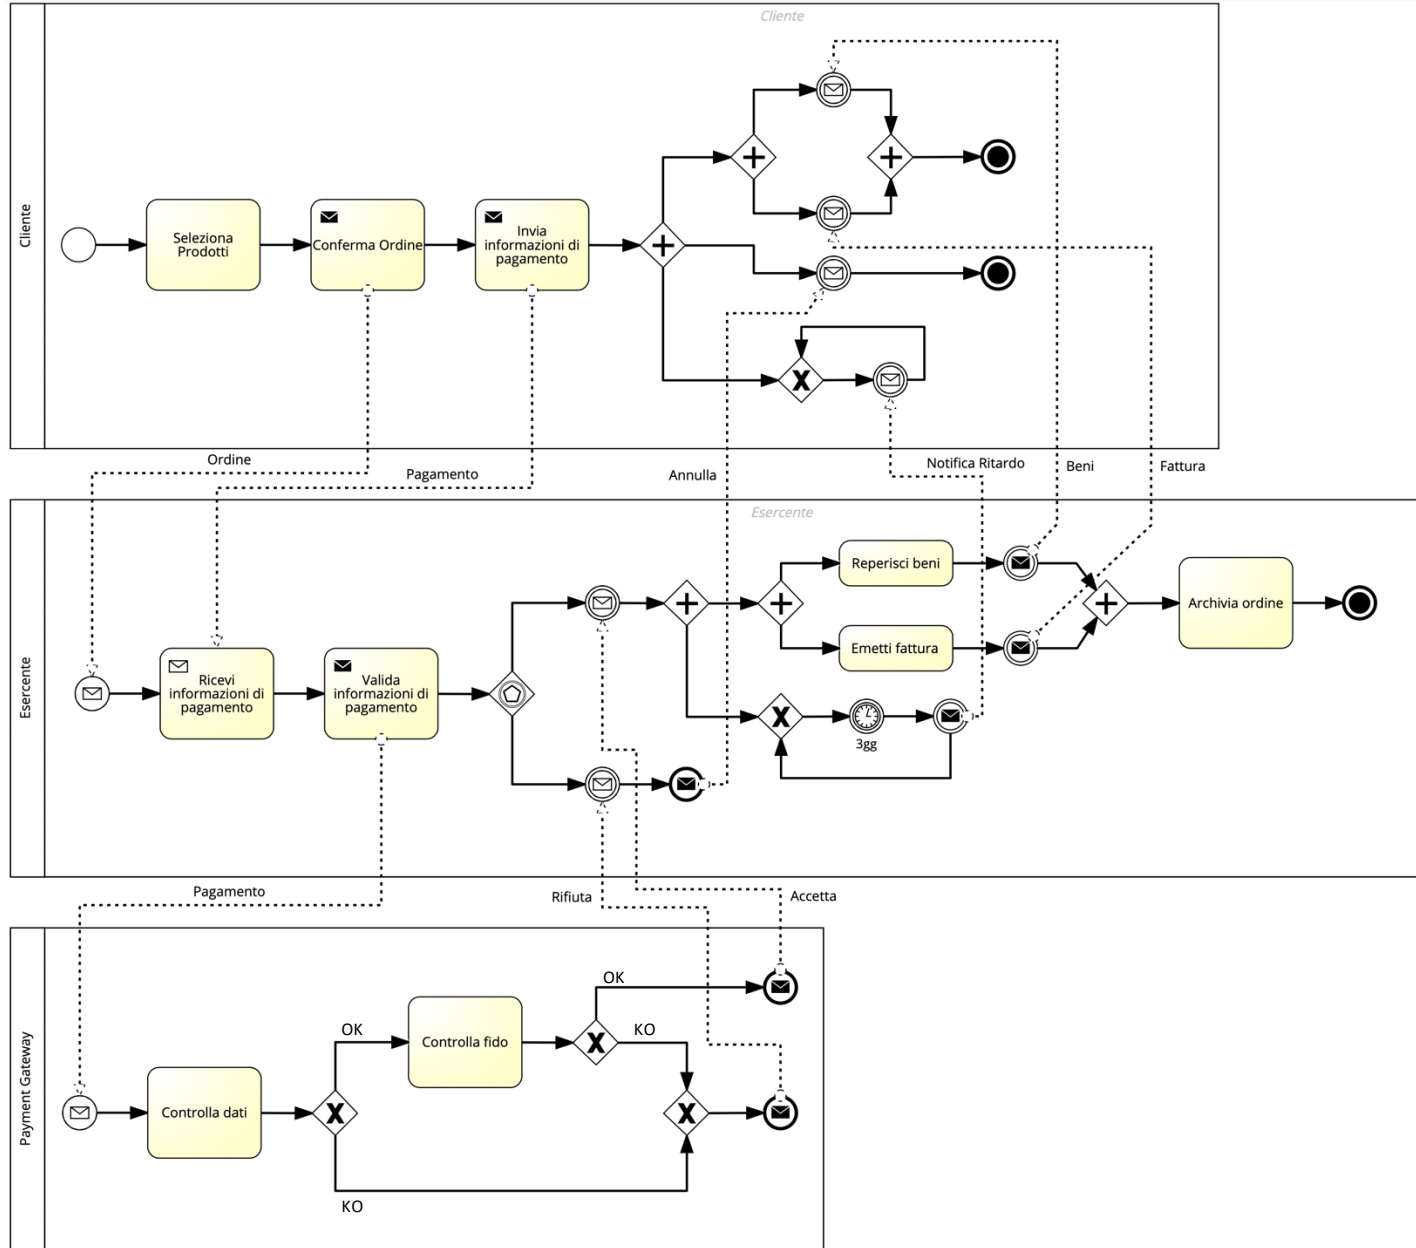 Cliente
Cliente
Seleziona
Prodotti
Conferma Ordine
Invia
informazioni di
pagamento
Ordine
Pagamento
Annulla
Notifica Ritardo
Beni
Fattura
Esercente
Esercente
Ricevi
informazioni di
pagamento
Valida
informazioni di
pagamento
Reperisci beni
Emetti fattura
3gg
Archivia ordine
Pagamento
Rifiuta
Accetta
Payment Gateway
Controlla dati
OK
Controlla fido
OK
KO
KO